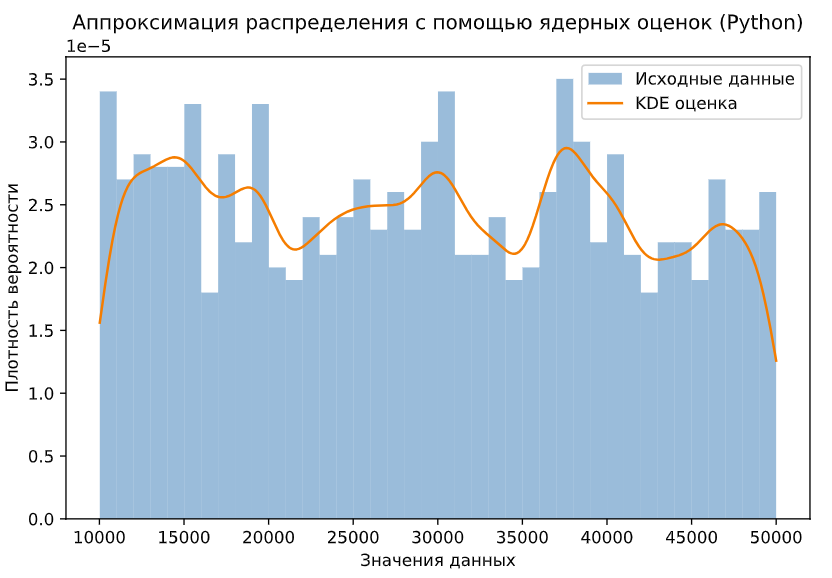 Аппроксимация распределения с помощью ядерных оценок (Python)
1e−5
Исходные данные
KDE оценка
3.5
3.0
2.5
2.0
1.5
1.0
0.5
0.0
Плотность вероятности
10000 15000 20000 25000 30000 35000 40000 45000 50000
Значения данных